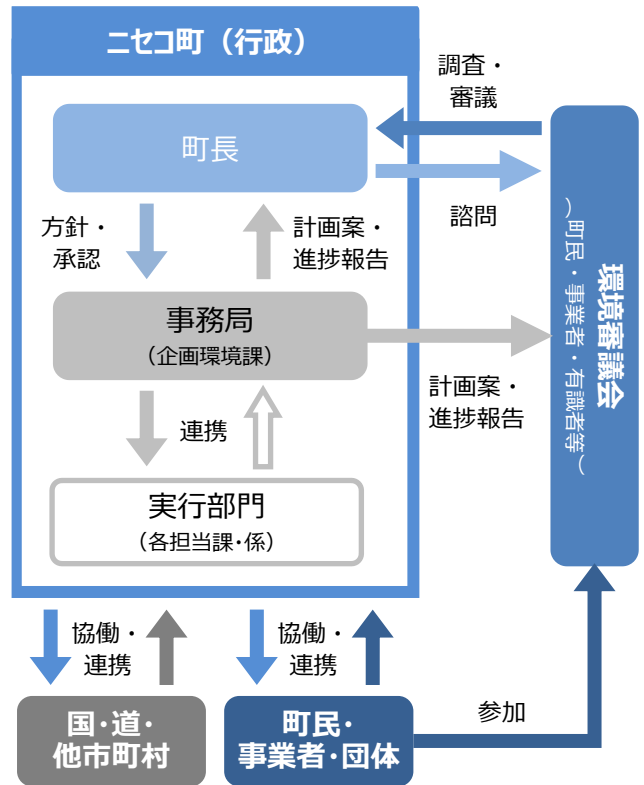 ニセコ町（行政）
調査・
審議
町長
諮問
方針・
承認
計画案・
進捗報告
環境審議会
（町民・事業者・有識者等）
事務局
（企画環境課）
計画案・
進捗報告
連携
実行部門
（各担当課・係）
協働・
連携
協働・
連携
国・道・
他市町村
町民・
事業者・団体
参加